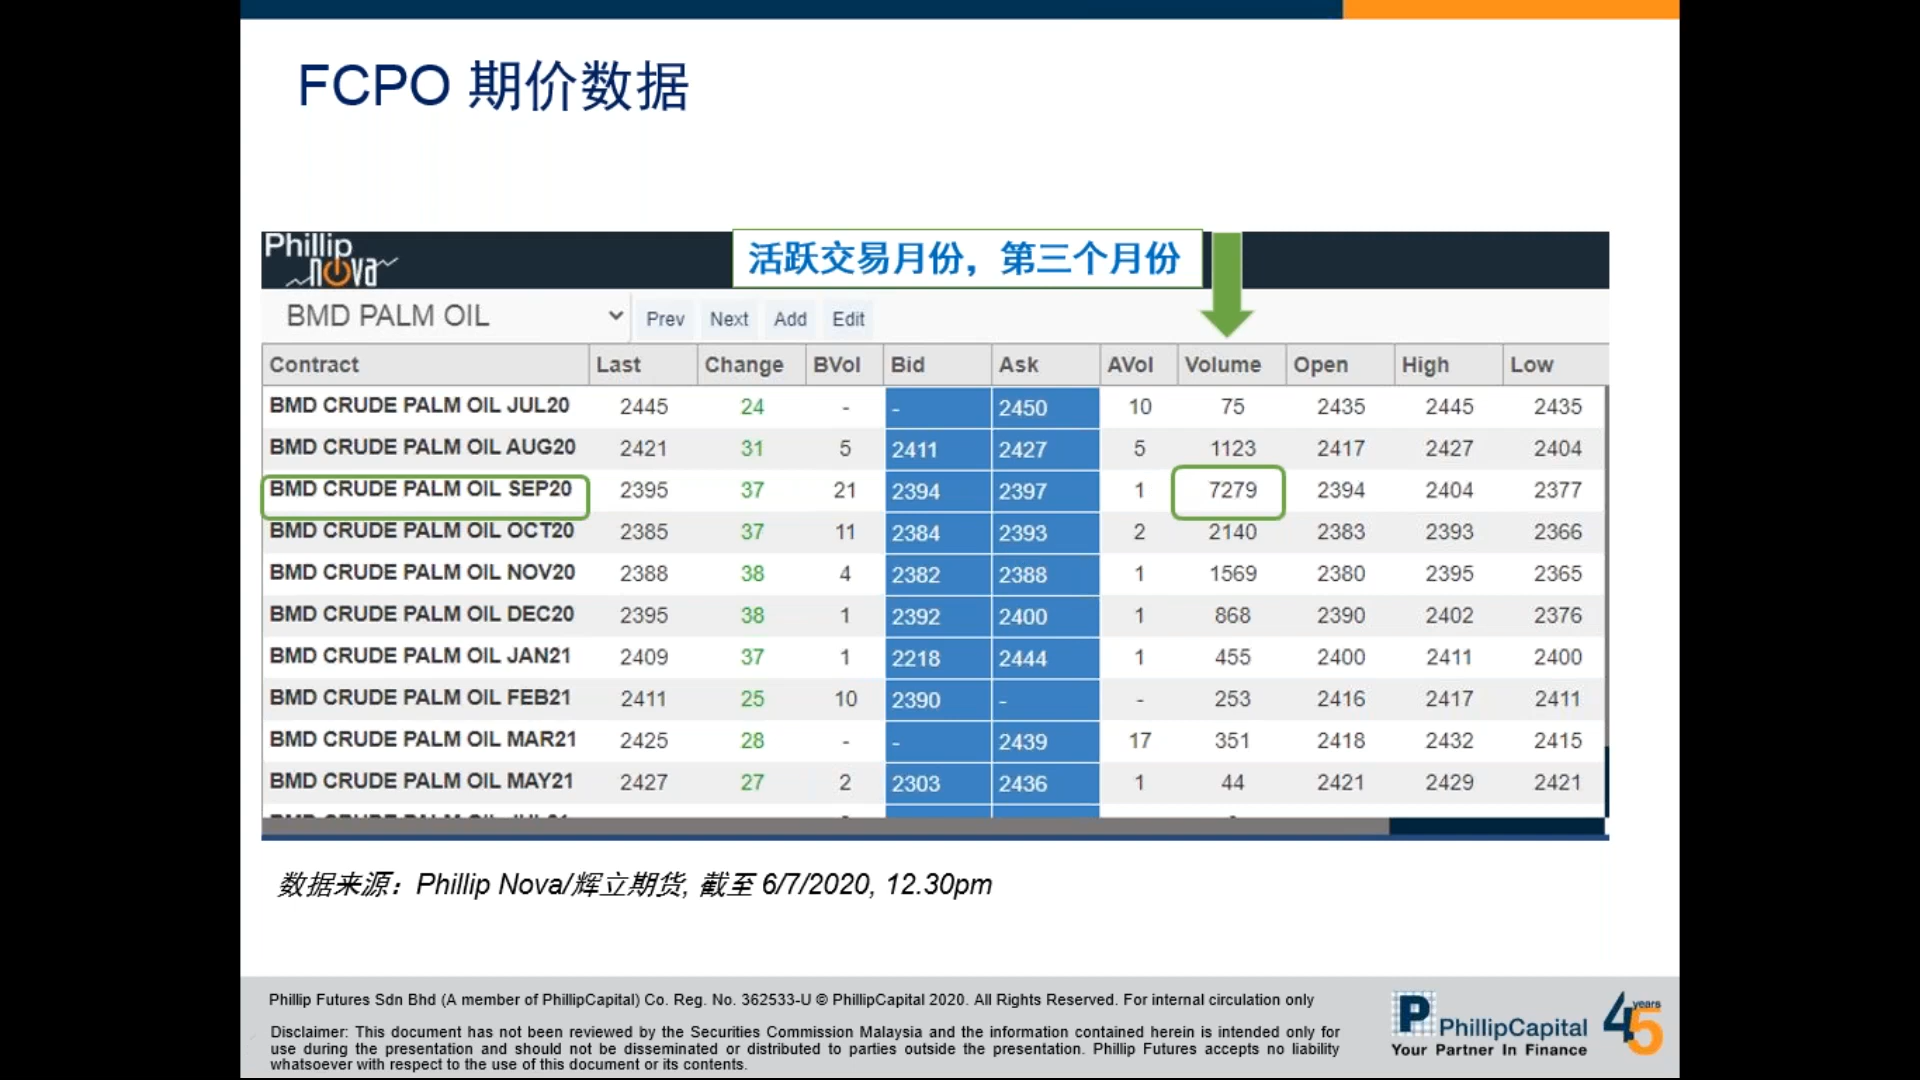 FCPO 期价数据
Phillip
nova
活跃交易月份，第三个月份
BMD PALM OIL Prev Next Add Edit
Contract Last Change BVol Bid Ask AVol Volume Open High Low
BMD CRUDE PALM OIL JUL20 2445 24 - - 2450 10 75 2435 2445 2435
BMD CRUDE PALM OIL AUG20 2421 31 5 2411 2427 5 1123 2417 2427 2404
BMD CRUDE PALM OIL SEP20 2395 37 21 2394 2397 1 7279 2394 2404 2377
BMD CRUDE PALM OIL OCT20 2385 37 11 2384 2393 2 2140 2383 2393 2366
BMD CRUDE PALM OIL NOV20 2388 38 4 2382 2388 1 1569 2380 2395 2365
BMD CRUDE PALM OIL DEC20 2395 38 1 2392 2400 1 868 2390 2402 2376
BMD CRUDE PALM OIL JAN21 2409 37 1 2218 2444 1 455 2400 2411 2400
BMD CRUDE PALM OIL FEB21 2411 25 10 2390 - - 253 2416 2417 2411
BMD CRUDE PALM OIL MAR21 2425 28 - - 2439 17 351 2418 2432 2415
BMD CRUDE PALM OIL MAY21 2427 27 2 2303 2436 1 44 2421 2429 2421
数据来源：Phillip Nova/辉立期货, 截至 6/7/2020, 12.30pm
Phillip Futures Sdn Bhd (A member of PhillipCapital) Co. Reg. No. 362533-U © PhillipCapital 2020. All Rights Reserved. For internal circulation only
Disclaimer: This document has not been reviewed by the Securities Commission Malaysia and the information contained herein is intended only for
use during the presentation and should not be disseminated or distributed to parties outside the presentation. Phillip Futures accepts no liability
whatsoever with respect to the use of this document or its contents.
P PhillipCapital
Your Partner In Finance
45 years